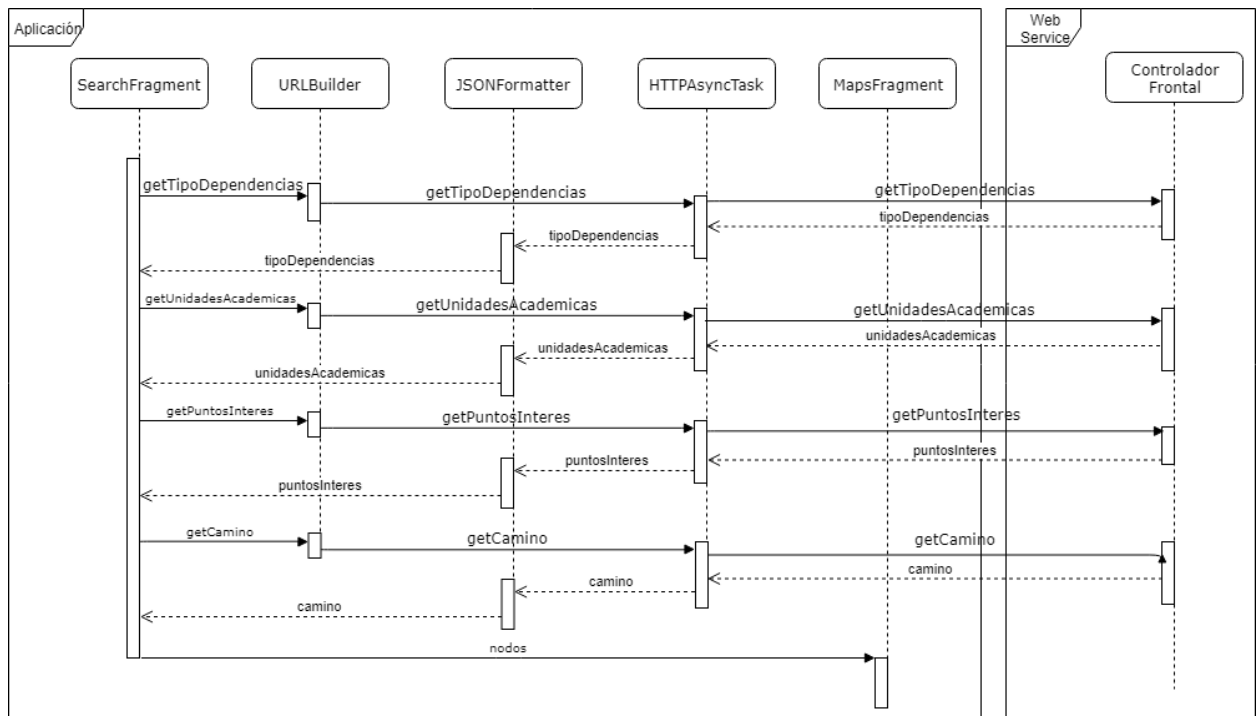 Aplicación
Web
Service
SearchFragment
URLBuilder
JSONFormatter
HTTPAsyncTask
MapsFragment
Controlador
Frontal
getTipoDependencias
getTipoDependencias
getTipoDependencias
tipoDependencias
tipoDependencias
tipoDependencias
getUnidadesAcademicas
getUnidadesAcademicas
getUnidadesAcademicas
unidadesAcademicas
unidadesAcademicas
unidadesAcademicas
getPuntosInteres
getPuntosInteres
getPuntosInteres
puntosInteres
puntosInteres
puntosInteres
getCamino
getCamino
getCamino
camino
camino
camino
nodos